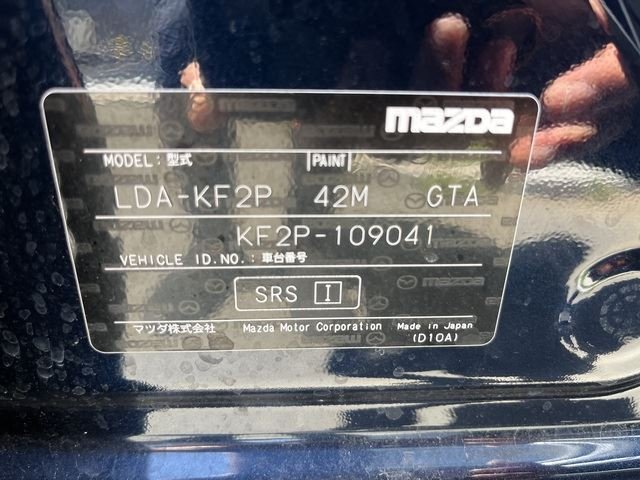 mazda
MODEL:型式 PAINT
LDA-KF2P 42M GTA
KF2P-109041
VEHICLE ID.NO.:車台番号
SRS I
マツダ株式会社 Mazda Motor Corporation Made in Japan
(D10A)